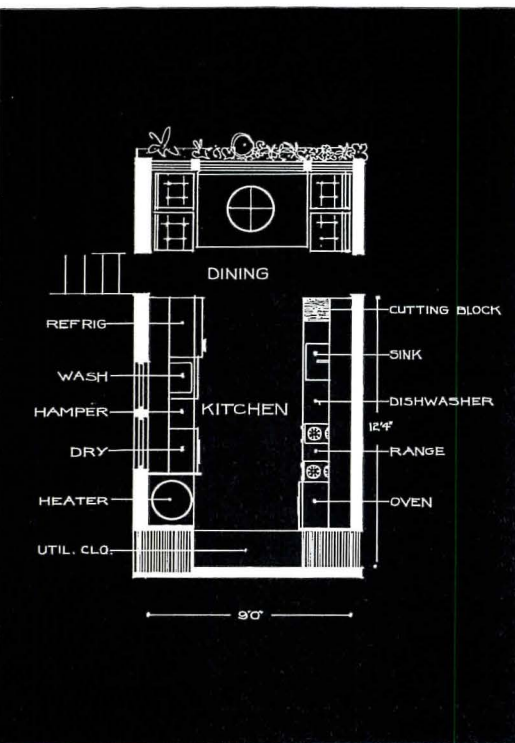 DINING
REFRIG
CUTTING BLOCK
WASH
SINK
HAMPER
KITCHEN
DISHWASHER
12'4"
DRY
RANGE
HEATER
OVEN
UTIL. CLO.
9'0"